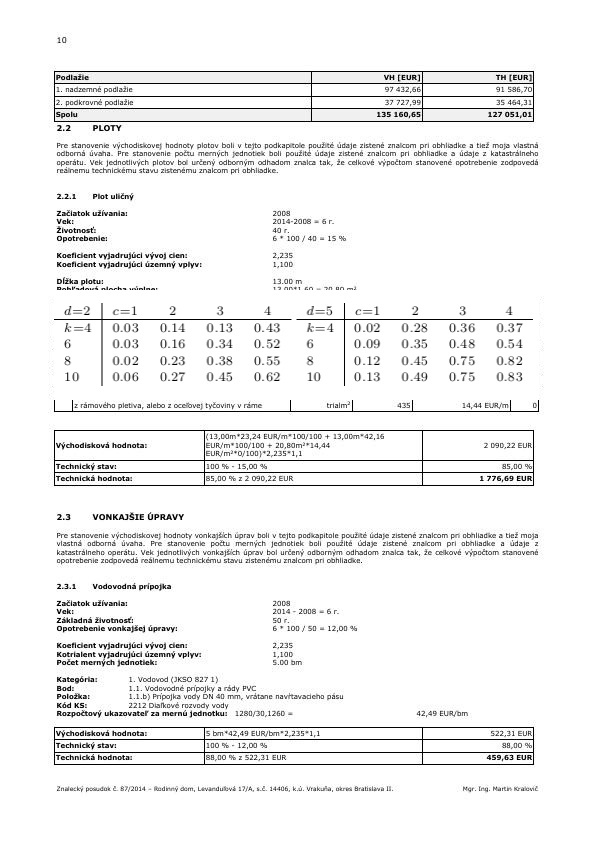 10
Podlažie VH [EUR] TH [EUR]
1. nadzemné podlažie 97 432,66 91 586,70
2. podkrovné podlažie 37 727,99 35 464,31
Spolu 135 160,65 127 051,01
2.2 PLOTY
Pre stanovenie východiskovej hodnoty plotov boli v tejto podkapitole použité údaje zistené znalcom pri obhliadke a tiež moja vlastná
odborná úvaha. Pre stanovenie počtu merných jednotiek boli použité údaje zistené znalcom pri obhliadke a údaje z katastrálneho
operátu. Vek jednotlivých plotov bol určený odborným odhadom znalca tak, že celkové výpočtom stanovené opotrebenie zodpovedá
reálnemu technickému stavu zistenému znalcom pri obhliadke.
2.2.1 Plot uličný
Začiatok užívania: 2008
Vek: 2014-2008 = 6 r.
Životnosť: 40 r.
Opotrebenie: 6 * 100 / 40 = 15 %
Koeficient vyjadrujúci vývoj cien: 2,235
Koeficient vyjadrujúci územný vplyv: 1,100
Dĺžka plotu: 13.00 m
Pohľadová plocha výplne: 13,00*1,60 = 20,80 m²
d=2 c=1 2 3 4 d=5 c=1 2 3 4
k=4 0.03 0.14 0.13 0.43 k=4 0.02 0.28 0.36 0.37
6 0.03 0.16 0.34 0.52 6 0.09 0.35 0.48 0.54
8 0.02 0.23 0.38 0.55 8 0.12 0.45 0.75 0.82
10 0.06 0.27 0.45 0.62 10 0.13 0.49 0.75 0.83
z rámového pletiva, alebo z oceľovej tyčoviny v ráme trialm² 435 14,44 EUR/m 0
Východisková hodnota: (13,00m*23,24 EUR/m*100/100 + 13,00m*42,16
EUR/m*100/100 + 20,80m²*14,44
EUR/m²*0/100)*2,235*1,1 2 090,22 EUR
Technický stav: 100 % - 15,00 % 85,00 %
Technická hodnota: 85,00 % z 2 090,22 EUR 1 776,69 EUR
2.3 VONKAJŠIE ÚPRAVY
Pre stanovenie východiskovej hodnoty vonkajších úprav boli v tejto podkapitole použité údaje zistené znalcom pri obhliadke a tiež moja
vlastná odborná úvaha. Pre stanovenie počtu merných jednotiek boli použité údaje zistené znalcom pri obhliadke a údaje z
katastrálneho operátu. Vek jednotlivých vonkajších úprav bol určený odborným odhadom znalca tak, že celkové výpočtom stanovené
opotrebenie zodpovedá reálnemu technickému stavu zistenému znalcom pri obhliadke.
2.3.1 Vodovodná prípojka
Začiatok užívania: 2008
Vek: 2014 - 2008 = 6 r.
Základná životnosť: 50 r.
Opotrebenie vonkajšej úpravy: 6 * 100 / 50 = 12,00 %
Koeficient vyjadrujúci vývoj cien: 2,235
Kotrialent vyjadrujúci územný vplyv: 1,100
Počet merných jednotiek: 5.00 bm
Kategória: 1. Vodovod (JKSO 827 1)
Bod: 1.1. Vodovodné prípojky a rády PVC
Položka: 1.1.b) Prípojka vody DN 40 mm, vrátane navŕtavacieho pásu
Kód KS: 2212 Diaľkové rozvody vody
Rozpočtový ukazovateľ za mernú jednotku: 1280/30,1260 = 42,49 EUR/bm
Východisková hodnota: 5 bm*42,49 EUR/bm*2,235*1,1 522,31 EUR
Technický stav: 100 % - 12,00 % 88,00 %
Technická hodnota: 88,00 % z 522,31 EUR 459,63 EUR
Znalecký posudok č. 87/2014 – Rodinný dom, Levanduľová 17/A, s.č. 14406, k.ú. Vrakuňa, okres Bratislava II. Mgr. Ing. Martin Kralovič